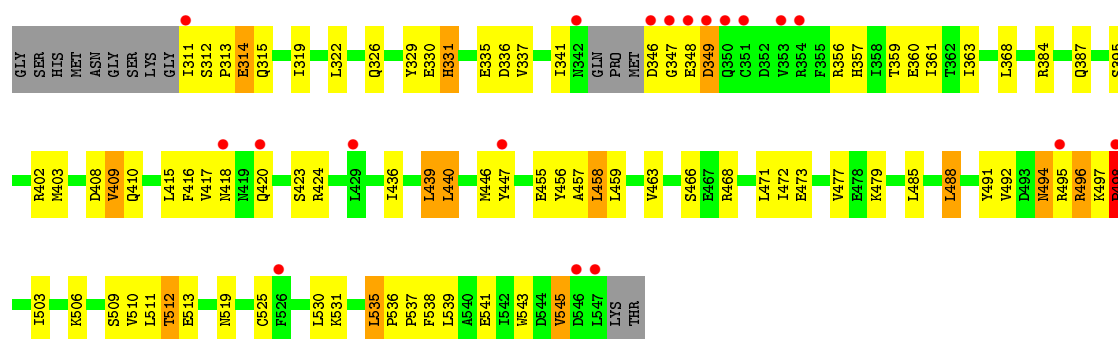 GLY SER HIS MET ASN GLY SER LYS GLY I311 S312 P313 E314 Q315 I319 L322 Q326 Y329 E330 H331 E335 D336 V337 I341 N342 GLN PRO MET D346 G347 E348 D349 Q350 C351 D352 V353 R354 F355 R356 H357 I358 T359 E360 I361 T362 I363 L368 R384 Q387 S395
R402 M403 D408 V409 Q410 L415 F416 V417 N418 N419 Q420 S423 R424 L429 I436 L439 L440 M446 Y447 E455 Y456 A457 L458 L459 V463 S466 E467 R468 L471 I472 E473 V477 E478 K479 L485 L488 Y491 V492 D493 N494 R495 R496 K497
I503 K506 S509 V510 L511 T512 E513 N519 C525 F526 L530 K531 L535 P536 P537 F538 L539 A540 E541 I542 W543 D544 V545 D546 L547 LYS THR